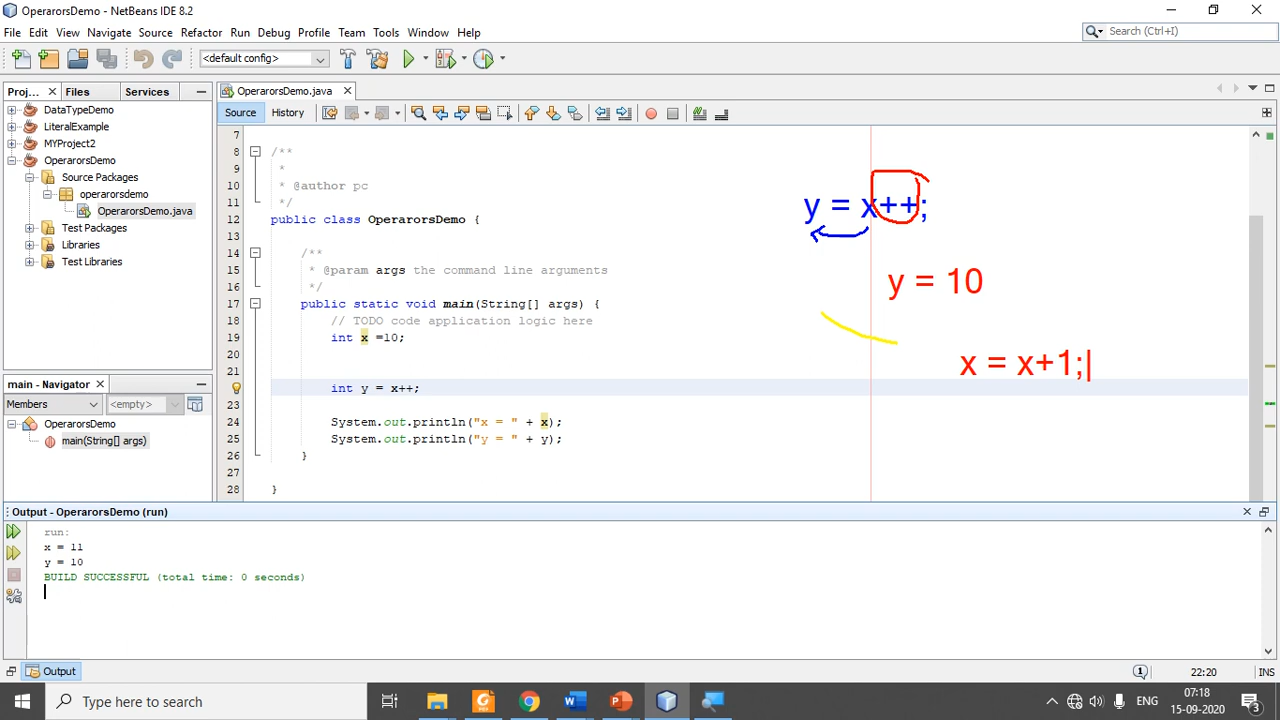 OperarorsDemo - NetBeans IDE 8.2
File Edit View Navigate Source Refactor Run Debug Profile Team Tools Window Help
Search (Ctrl+I)
<default config>
Proj... Files Services
OperarorsDemo.java
Source History
DataTypeDemo
LiteralExample
MYProject2
OperarorsDemo
Source Packages
operarorsdemo
OperarorsDemo.java
Test Packages
Libraries
Test Libraries
main - Navigator
Members <empty>
OperarorsDemo
main(String[] args)
7
8 /**
9 *
10 * @author pc
11 */
12 public class OperarorsDemo {
13
14 /**
15 * @param args the command line arguments
16 */
17 public static void main(String[] args) {
18 // TODO code application logic here
19 int x =10;
20
21
int y = x++;
23
24 System.out.println("x = " + x);
25 System.out.println("y = " + y);
26 }
27
28 }
y = x++;
y = 10
x = x+1;
Output - OperarorsDemo (run)
run:
x = 11
y = 10
BUILD SUCCESSFUL (total time: 0 seconds)
Output
1
22:20 INS
Type here to search
ENG
07:18
15-09-2020
3